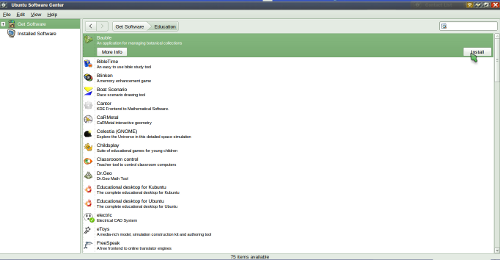 Ubuntu Software Center
File Edit View Help
Get Software
Installed Software
Get Software Education
An application for managing collections
More Info
Install
BibleTime
An easy to use bible study tool
Blinken
A memory enhancement game
Boat Scenario
Race scenario drawing tool
Cantor
KDE Frontend to Mathematical Software
CaRMetal
CaRMetal interactive geometry
Celestia (GNOME)
Explore the Universe in this detailed space simulation
Childsplay
Suite of educational games for young children
Classroom control
Teacher tool to control classroom computers
Dr.Geo
Dr.Geo Math Tool
Educational desktop for Kubuntu
The complete educational desktop for Kubuntu
Educational desktop for Ubuntu
The complete educational desktop for Ubuntu
electric
Electrical CAD System
eToys
A media-rich model, simulation construction kit and authoring tool
FreeSpeak
A free frontend to online translator engines
75 items available